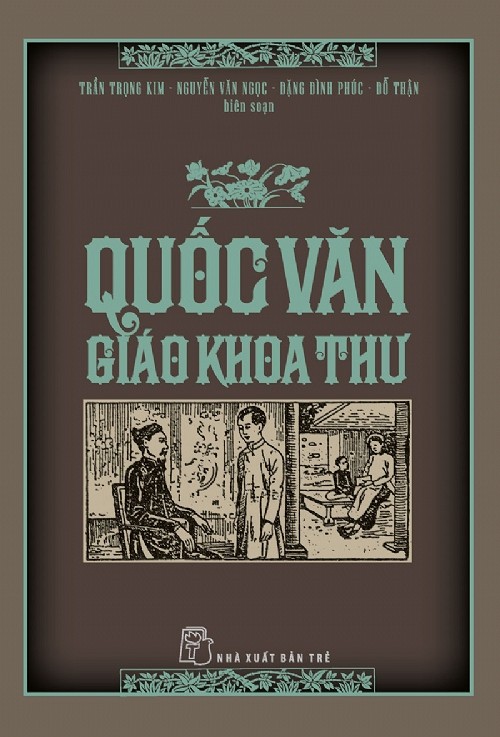 TRẦN TRỌNG KIM - NGUYỄN VĂN NGỌC - ĐẶNG ĐÌNH PHÚC - ĐỖ THẬN
biên soạn
QUỐC VĂN
GIÁO KHOA THƯ
T
NHÀ XUẤT BẢN TRẺ